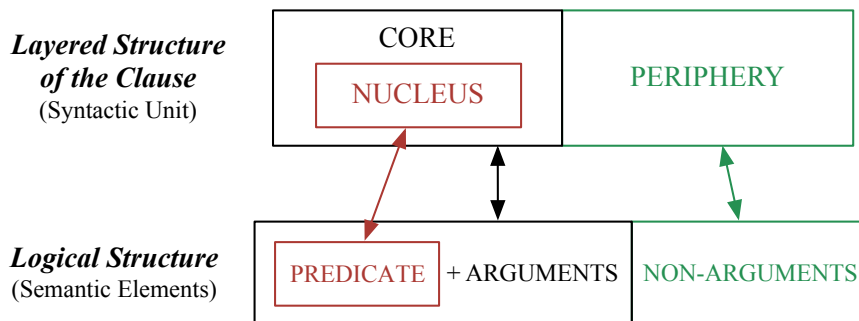 Layered Structure
of the Clause
(Syntactic Unit)
CORE
NUCLEUS
PERIPHERY
Logical Structure
(Semantic Elements)
PREDICATE
+ ARGUMENTS
NON-ARGUMENTS